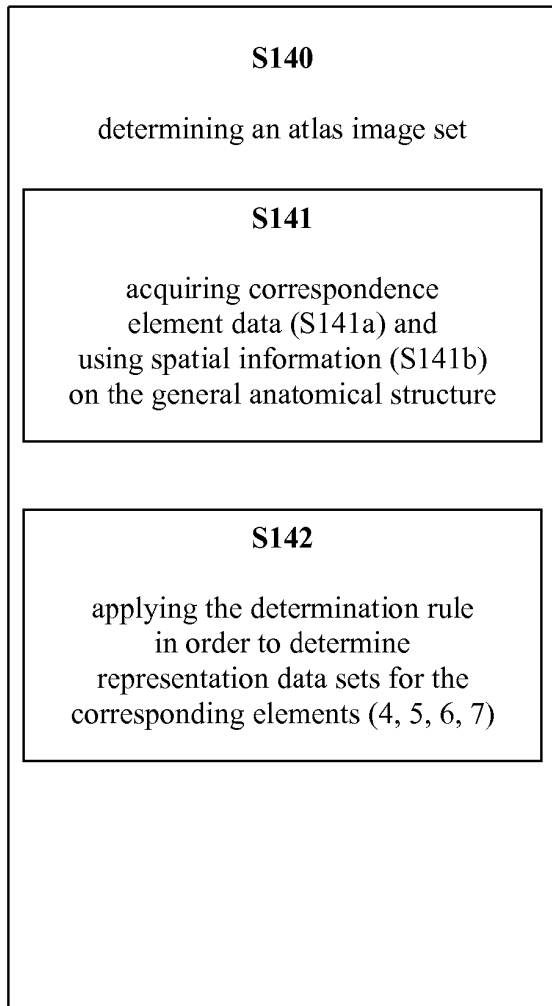 S140
determining an atlas image set
S141
acquiring correspondence
element data (S141a) and
using spatial information (S141b)
on the general anatomical structure
S142
applying the determination rule
in order to determine
representation data sets for the
corresponding elements (4, 5, 6, 7)